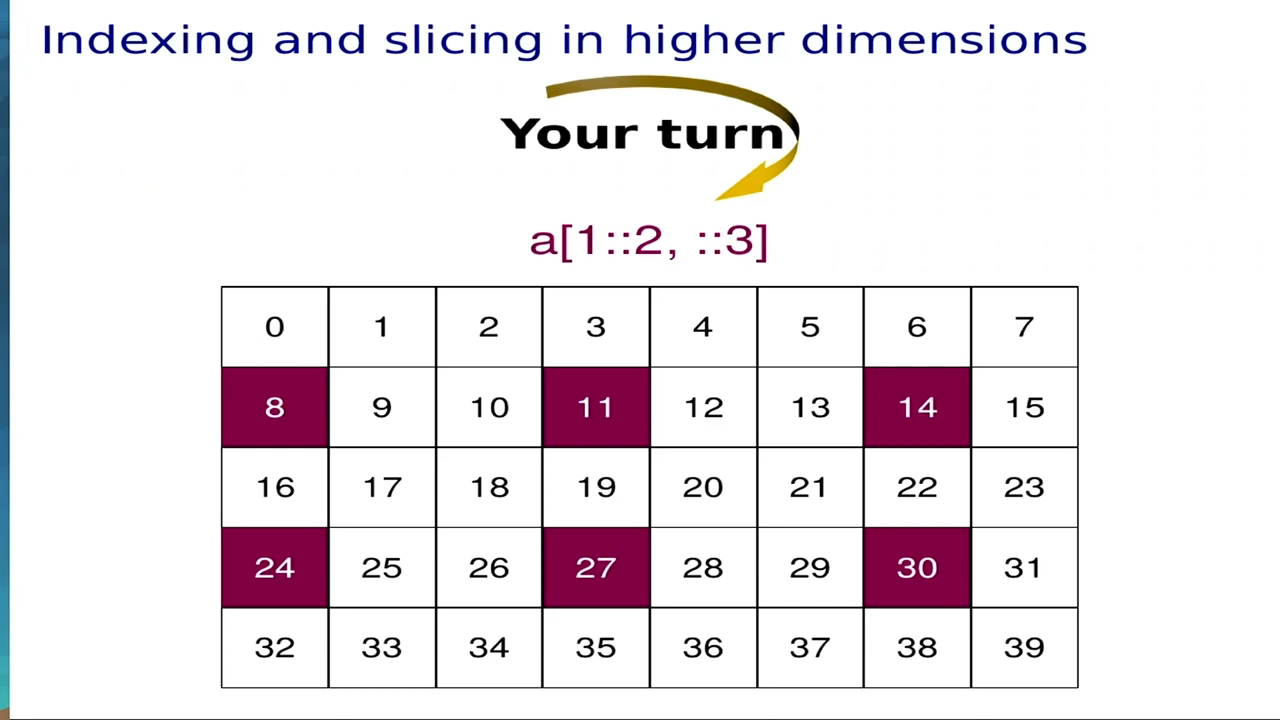 Indexing and slicing in higher dimensions
Your turn
a[1::2, ::3]
0 1 2 3 4 5 6 7
8 9 10 11 12 13 14 15
16 17 18 19 20 21 22 23
24 25 26 27 28 29 30 31
32 33 34 35 36 37 38 39